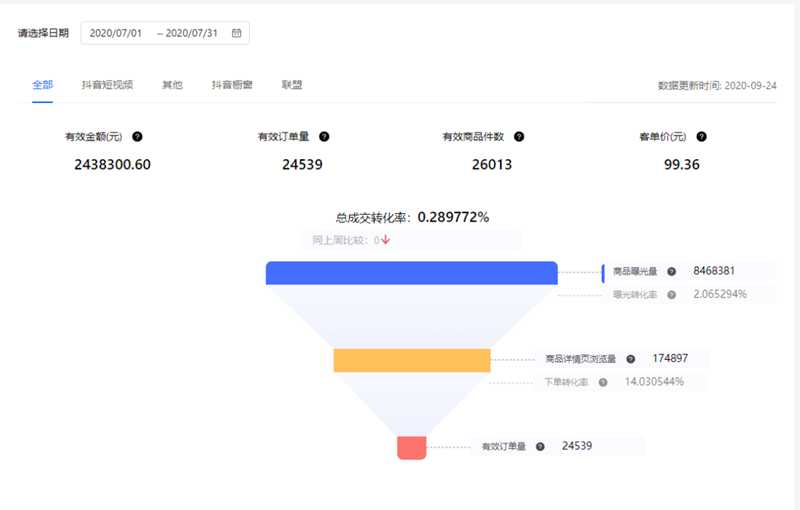 请选择日期 2020/07/01 – 2020/07/31
全部 抖音短视频 其他 抖音橱窗 联盟 数据更新时间: 2020-09-24
有效金额(元) ? 有效订单量 ? 有效商品件数 ? 客单价(元) ?
2438300.60 24539 26013 99.36
总成交转化率：0.289772%
同上周比较：0↓
商品曝光量 ? 8468381
曝光转化率 ? 2.065294%
商品详情页浏览量 ? 174897
下单转化率 ? 14.030544%
有效订单量 ? 24539